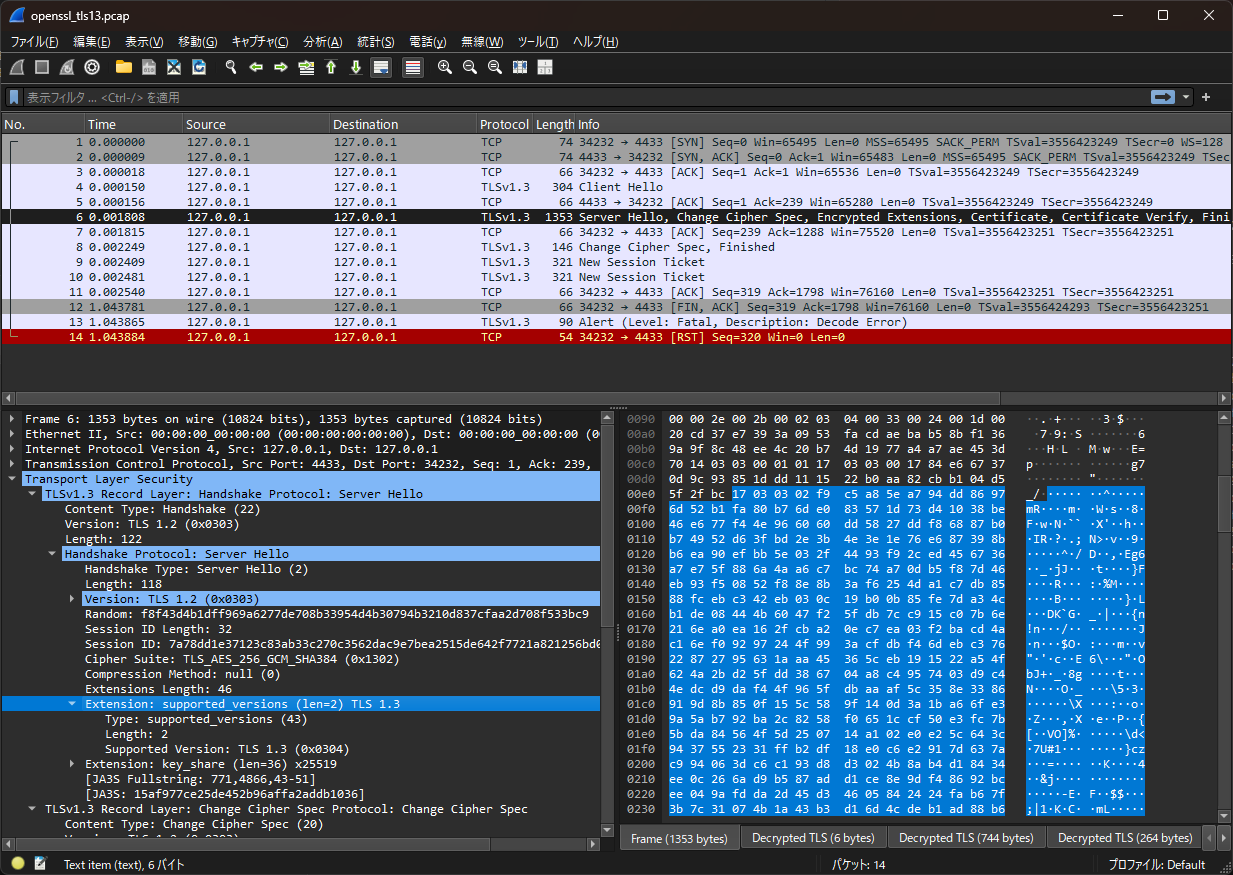 openssl_tls13.pcap
ファイル(F) 編集(E) 表示(V) 移動(G) キャプチャ(C) 分析(A) 統計(S) 電話(y) 無線(W) ツール(T) ヘルプ(H)
表示フィルタ ... <Ctrl-/> を適用
No. Time Source Destination Protocol Length Info
1 0.000000 127.0.0.1 127.0.0.1 TCP 74 34232 → 4433 [SYN] Seq=0 Win=65495 Len=0 MSS=65495 SACK_PERM TSval=3556423249 TSecr=0 WS=128
2 0.000009 127.0.0.1 127.0.0.1 TCP 74 4433 → 34232 [SYN, ACK] Seq=0 Ack=1 Win=65483 Len=0 MSS=65495 SACK_PERM TSval=3556423249 TSec
3 0.000018 127.0.0.1 127.0.0.1 TCP 66 34232 → 4433 [ACK] Seq=1 Ack=1 Win=65536 Len=0 TSval=3556423249 TSecr=3556423249
4 0.000150 127.0.0.1 127.0.0.1 TLSv1.3 304 Client Hello
5 0.000156 127.0.0.1 127.0.0.1 TCP 66 4433 → 34232 [ACK] Seq=1 Ack=239 Win=65280 Len=0 TSval=3556423249 TSecr=3556423249
6 0.001808 127.0.0.1 127.0.0.1 TLSv1.3 1353 Server Hello, Change Cipher Spec, Encrypted Extensions, Certificate, Certificate Verify, Fini
7 0.001815 127.0.0.1 127.0.0.1 TCP 66 34232 → 4433 [ACK] Seq=239 Ack=1288 Win=75520 Len=0 TSval=3556423251 TSecr=3556423251
8 0.002249 127.0.0.1 127.0.0.1 TLSv1.3 146 Change Cipher Spec, Finished
9 0.002409 127.0.0.1 127.0.0.1 TLSv1.3 321 New Session Ticket
10 0.002481 127.0.0.1 127.0.0.1 TLSv1.3 321 New Session Ticket
11 0.002540 127.0.0.1 127.0.0.1 TCP 66 34232 → 4433 [ACK] Seq=319 Ack=1798 Win=76160 Len=0 TSval=3556423251 TSecr=3556423251
12 1.043781 127.0.0.1 127.0.0.1 TCP 66 34232 → 4433 [FIN, ACK] Seq=319 Ack=1798 Win=76160 Len=0 TSval=3556424293 TSecr=3556423251
13 1.043865 127.0.0.1 127.0.0.1 TLSv1.3 90 Alert (Level: Fatal, Description: Decode Error)
14 1.043884 127.0.0.1 127.0.0.1 TCP 54 34232 → 4433 [RST] Seq=320 Win=0 Len=0
Frame 6: 1353 bytes on wire (10824 bits), 1353 bytes captured (10824 bits)
Ethernet II, Src: 00:00:00_00:00:00 (00:00:00:00:00:00), Dst: 00:00:00_00:00:00 (00
Internet Protocol Version 4, Src: 127.0.0.1, Dst: 127.0.0.1
Transmission Control Protocol, Src Port: 4433, Dst Port: 34232, Seq: 1, Ack: 239,
Transport Layer Security
TLSv1.3 Record Layer: Handshake Protocol: Server Hello
Content Type: Handshake (22)
Version: TLS 1.2 (0x0303)
Length: 122
Handshake Protocol: Server Hello
Handshake Type: Server Hello (2)
Length: 118
Version: TLS 1.2 (0x0303)
Random: f8f43d4b1dff969a6277de708b33954d4b30794b3210d837cfaa2d708f533bc9
Session ID Length: 32
Session ID: 7a78dd1e37123c83ab33c270c3562dac9e7bea2515de642f7721a821256bd
Cipher Suite: TLS_AES_256_GCM_SHA384 (0x1302)
Compression Method: null (0)
Extensions Length: 46
Extension: supported_versions (len=2) TLS 1.3
Type: supported_versions (43)
Length: 2
Supported Version: TLS 1.3 (0x0304)
Extension: key_share (len=36) x25519
[JA3S Fullstring: 771,4866,43-51]
[JA3S: 15af977ce25de452b96affa2addb1036]
TLSv1.3 Record Layer: Change Cipher Spec Protocol: Change Cipher Spec
Content Type: Change Cipher Spec (20)
0090 00 00 2e 00 2b 00 02 03 04 00 33 00 24 00 1d 00
00a0 20 cd 37 e7 39 3a 09 53 fa cd ae ba b5 8b f1 36
00b0 9a 9f 8c 48 ee 4c 20 b7 4d 19 77 a4 a7 ae 45 3d
00c0 70 14 03 03 00 01 01 17 03 03 00 17 84 e6 67 37
00d0 0d 9c 93 85 1d dd 11 15 22 b0 aa 82 cb b1 04 d5
00e0 5f 2f bc 17 03 03 02 f9 c5 a8 5e a7 94 dd 86 97
00f0 6d 52 b1 fa 80 b7 6d e0 83 57 1d 73 d4 10 38 be
0100 46 e6 77 f4 4e 96 60 60 dd 58 27 dd f8 68 87 b0
0110 b7 49 52 d6 3f bd 2e 3b 4e 3e 1e 76 e6 87 39 8b
0120 b6 ea 90 ef bb 5e 03 2f 44 93 f9 2c ed 45 67 36
0130 a7 e7 5f 88 6a 4a a6 c7 bc 74 a7 0d b5 f8 7d 46
0140 eb 93 f5 08 52 f8 8e 8b 3a f6 25 4d a1 c7 db 85
0150 88 fc eb c3 42 eb 03 0c 19 b0 0b 85 fe 7d a3 4c
0160 b1 de 08 44 4b 60 47 f2 5f db 7c c9 15 c0 7b 6e
0170 21 6e a0 ea 16 2f cb a2 0e c7 ea 03 f2 ba cd 4a
0180 c1 6e f0 92 97 24 4f 99 3a cf db f4 6d eb c3 76
0190 22 87 27 95 63 1a aa 45 36 5c eb 19 15 22 a5 4f
01a0 62 4a 2b d2 5f dd 38 67 04 a8 c4 95 74 03 d9 c4
01b0 4e dc d9 da f4 4f 96 5f db aa af 5c 35 8e 33 86
01c0 91 9d 8b 85 0f 15 5c 58 9f 14 0d 3a 1b a6 6f e3
01d0 9a 5a b7 92 ba 2c 82 58 f0 65 1c cf 50 e3 fc 7b
01e0 5b da 84 56 4f 5d 25 07 14 a1 02 e0 e2 5c 64 3c
01f0 94 37 55 23 31 ff b2 df 18 e0 c6 e2 91 7d 63 7a
0200 c9 94 06 3d c6 c1 93 d8 d3 02 4b 8a b4 d1 84 34
0210 ee 0c 26 6a d9 b5 87 ad d1 ce 8e 9d f4 86 92 bc
0220 ee 04 9a fd da 2d 45 d3 46 05 84 24 24 fa b6 7f
0230 3b 7c 31 07 4b 1a 43 b3 d1 6d 4c de b1 ad 88 b6
Frame (1353 bytes) Decrypted TLS (6 bytes) Decrypted TLS (744 bytes) Decrypted TLS (264 bytes)
Text item (text), 6 バイト パケット: 14 プロファイル: Default